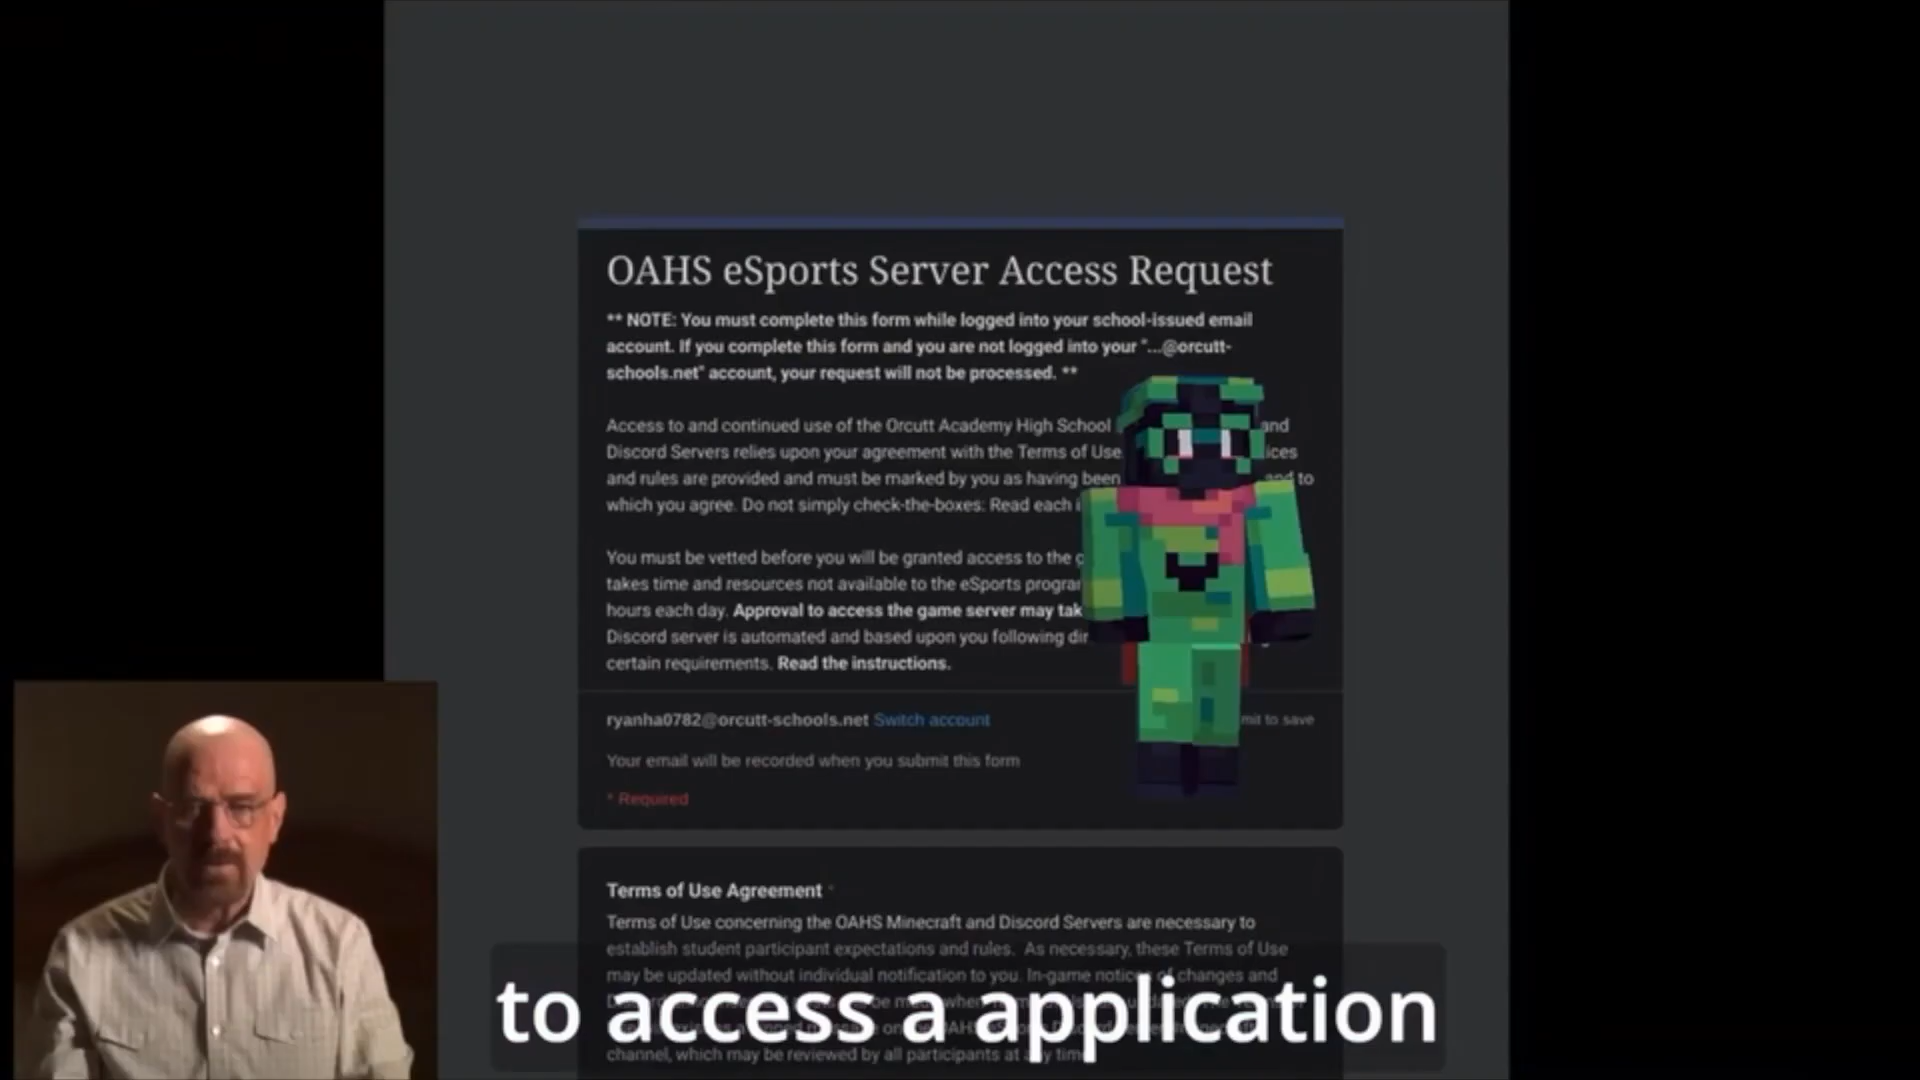 OAHS eSports Server Access Request
** NOTE: You must complete this form while logged into your school-issued email
account. If you complete this form and you are not logged into your "...@orcutt-
schools.net" account, your request will not be processed. **
Access to and continued use of the Orcutt Academy High School and
Discord Servers relies upon your agreement with the Terms of Use
and rules are provided and must be marked by you as having been and to
which you agree. Do not simply check-the-boxes: Read each
You must be vetted before you will be granted access to the
takes time and resources not available to the eSports
hours each day. Approval to access the game server may
Discord server is automated and based upon you following
certain requirements. Read the instructions.
ryanha0782@orcutt-schools.net Switch account to save
Your email will be recorded when you submit this form
* Required
Terms of Use Agreement *
Terms of Use concerning the OAHS Minecraft and Discord Servers are necessary to
establish student participant expectations and rules. As necessary, these Terms of Use
may be updated without individual notification to you. In-game notices of changes and
to access a application
channel, which may be reviewed by all participants at any time